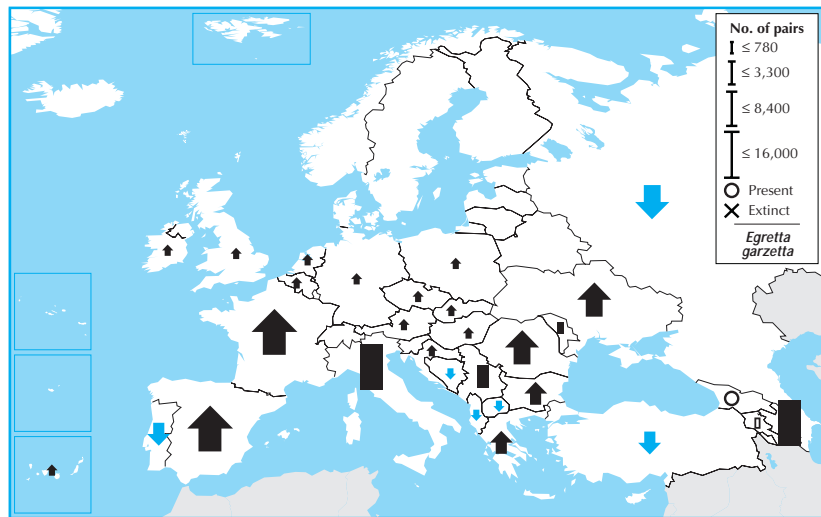 No. of pairs
≤ 780
≤ 3,300
≤ 8,400
≤ 16,000
Present
Extinct
Egretta
garzetta